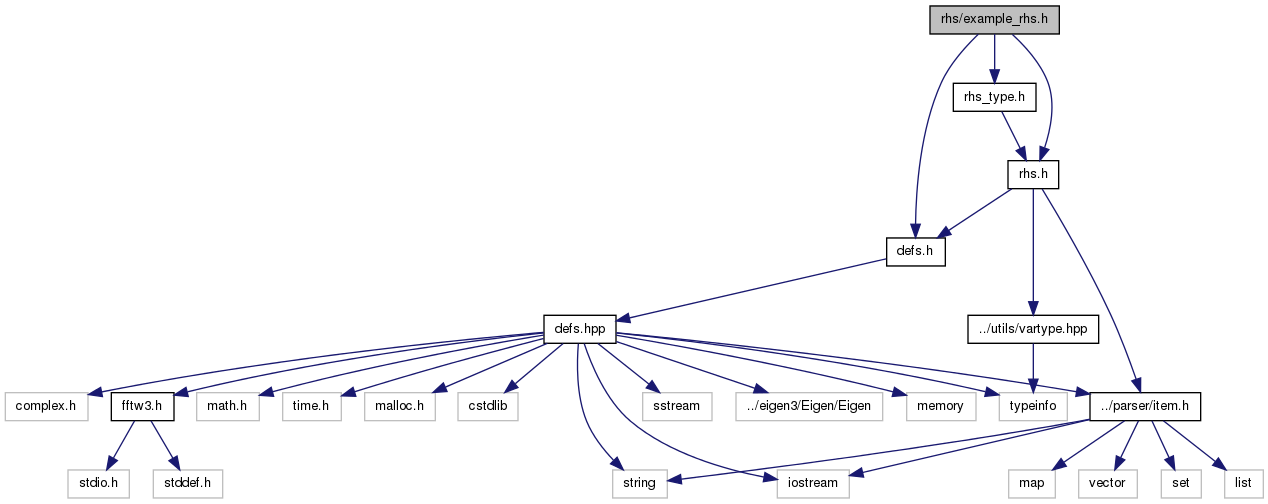 rhs/example_rhs.h
rhs_type.h
rhs.h
defs.h
defs.hpp
../utils/vartype.hpp
complex.h
fftw3.h
math.h
time.h
malloc.h
cstdlib
sstream
../eigen3/Eigen/Eigen
memory
typeinfo
../parser/item.h
stdio.h
stddef.h
string
iostream
map
vector
set
list